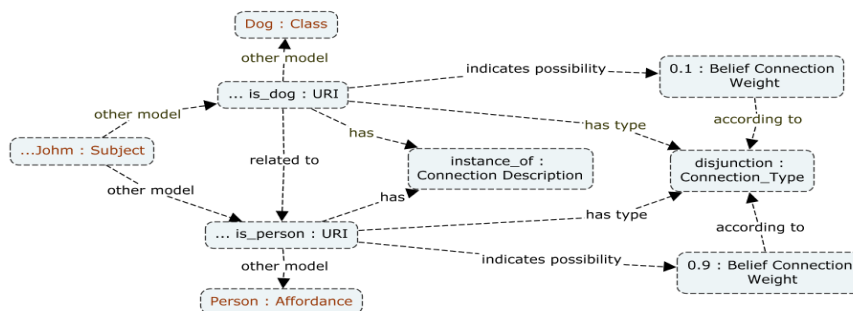 Dog : Class
other model
indicates possibility
0.1 : Belief Connection
Weight
... is_dog : URI
other model
has
has type
according to
...Johm : Subject
related to
instance_of :
Connection Description
disjunction :
Connection_Type
other model
has
has type
according to
... is_person : URI
other model
indicates possibility
0.9 : Belief Connection
Weight
Person : Affordance